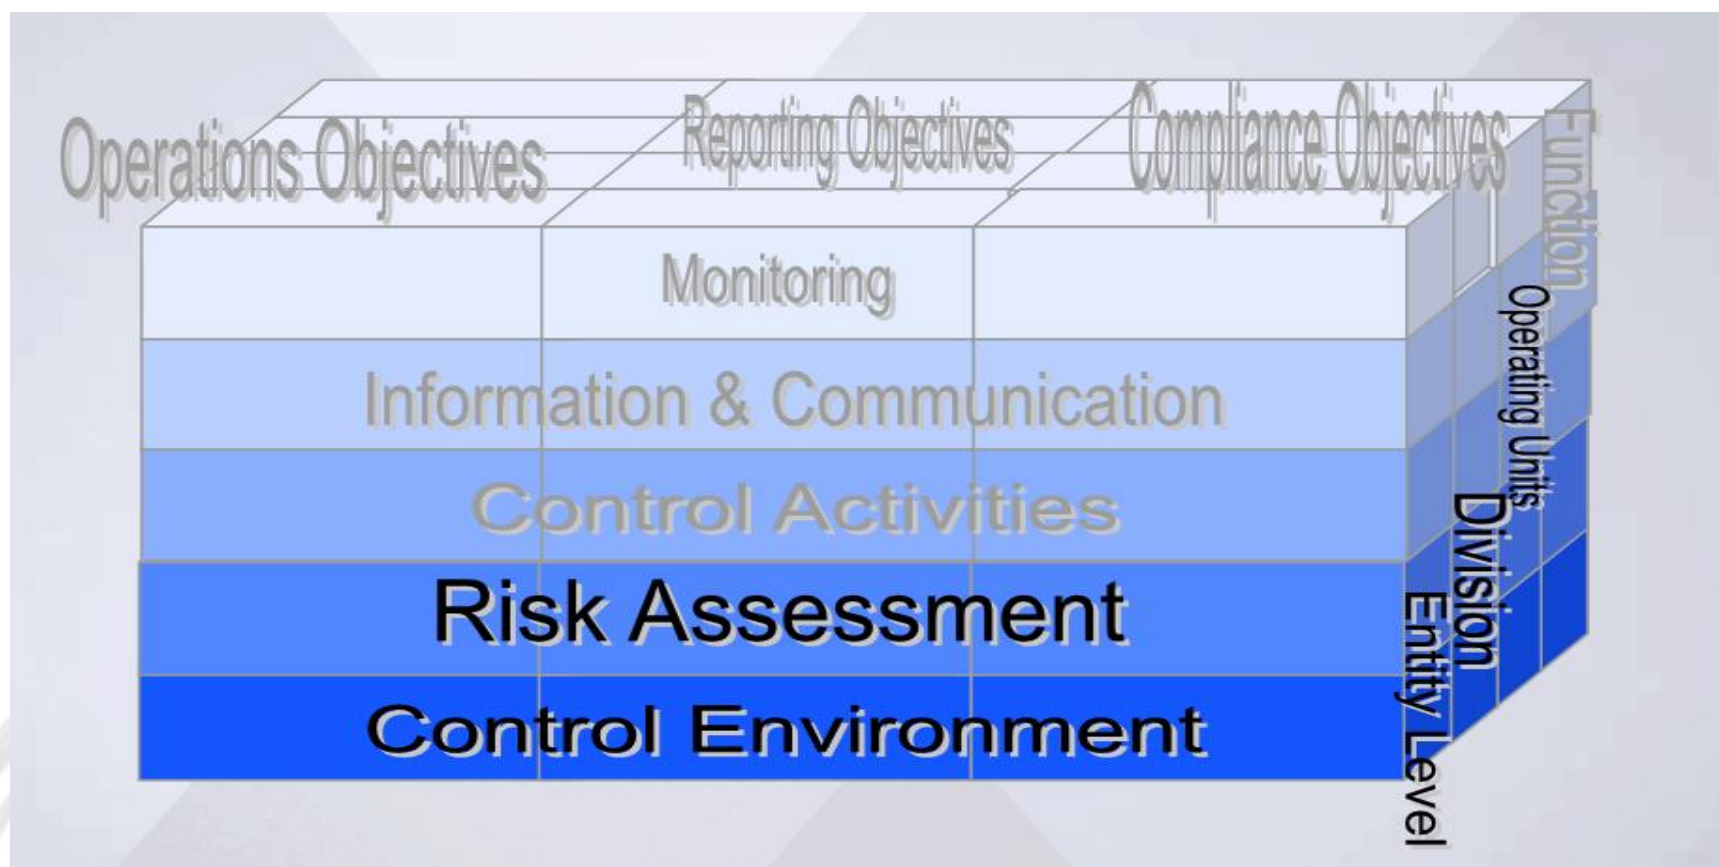 Operations Objectives
Reporting Objectives
Compliance Objectives
Function
Monitoring
Operating Units
Information & Communication
Control Activities
Division
Risk Assessment
Entity Level
Control Environment